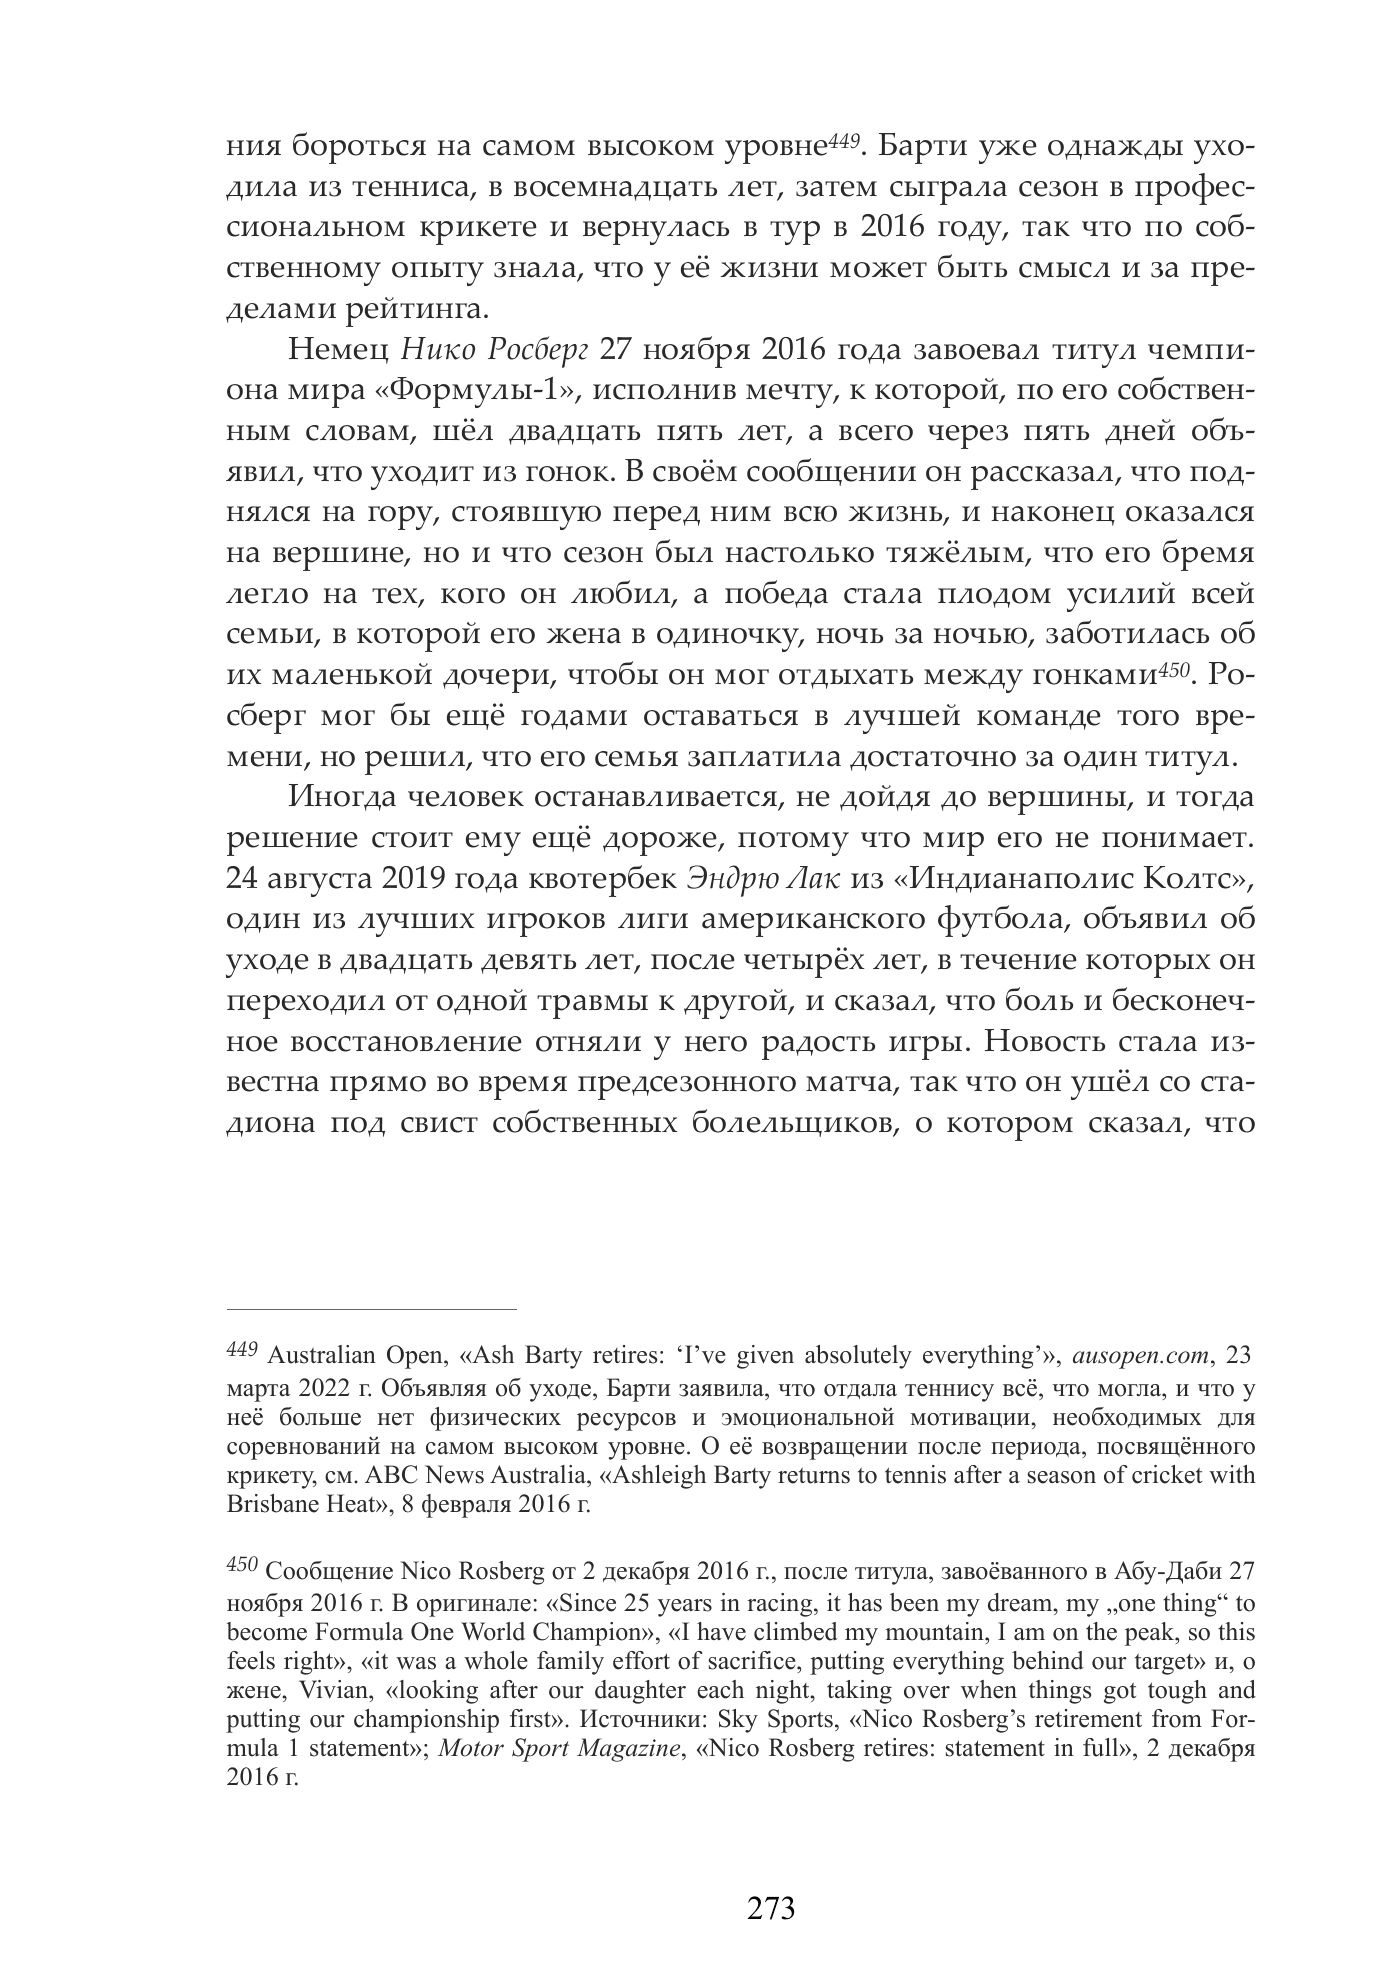 ния бороться на самом высоком уровне449. Барти уже однажды ухо-
дила из тенниса, в восемнадцать лет, затем сыграла сезон в профес-
сиональном крикете и вернулась в тур в 2016 году, так что по соб-
ственному опыту знала, что у её жизни может быть смысл и за пре-
делами рейтинга.
Немец Нико Росберг 27 ноября 2016 года завоевал титул чемпи-
она мира «Формулы-1», исполнив мечту, к которой, по его собствен-
ным словам, шёл двадцать пять лет, а всего через пять дней объ-
явил, что уходит из гонок. В своём сообщении он рассказал, что под-
нялся на гору, стоявшую перед ним всю жизнь, и наконец оказался
на вершине, но и что сезон был настолько тяжёлым, что его бремя
легло на тех, кого он любил, а победа стала плодом усилий всей
семьи, в которой его жена в одиночку, ночь за ночью, заботилась об
их маленькой дочери, чтобы он мог отдыхать между гонками450. Ро-
сберг мог бы ещё годами оставаться в лучшей команде того вре-
мени, но решил, что его семья заплатила достаточно за один титул.
Иногда человек останавливается, не дойдя до вершины, и тогда
решение стоит ему ещё дороже, потому что мир его не понимает.
24 августа 2019 года квотербек Эндрю Лак из «Индианаполис Колтс»,
один из лучших игроков лиги американского футбола, объявил об
уходе в двадцать девять лет, после четырёх лет, в течение которых он
переходил от одной травмы к другой, и сказал, что боль и бесконеч-
ное восстановление отняли у него радость игры. Новость стала из-
вестна прямо во время предсезонного матча, так что он ушёл со ста-
диона под свист собственных болельщиков, о котором сказал, что
449 Australian Open, «Ash Barty retires: ‘I’ve given absolutely everything’», ausopen.com, 23
марта 2022 г. Объявляя об уходе, Барти заявила, что отдала теннису всё, что могла, и что у
неё больше нет физических ресурсов и эмоциональной мотивации, необходимых для
соревнований на самом высоком уровне. О её возвращении после периода, посвящённого
крикету, см. ABC News Australia, «Ashleigh Barty returns to tennis after a season of cricket with
Brisbane Heat», 8 февраля 2016 г.
450 Сообщение Nico Rosberg от 2 декабря 2016 г., после титула, завоёванного в Абу-Даби 27
ноября 2016 г. В оригинале: «Since 25 years in racing, it has been my dream, my „one thing“ to
become Formula One World Champion», «I have climbed my mountain, I am on the peak, so this
feels right», «it was a whole family effort of sacrifice, putting everything behind our target» и, о
жене, Vivian, «looking after our daughter each night, taking over when things got tough and
putting our championship first». Источники: Sky Sports, «Nico Rosberg’s retirement from For-
mula 1 statement»; Motor Sport Magazine, «Nico Rosberg retires: statement in full», 2 декабря
2016 г.
273